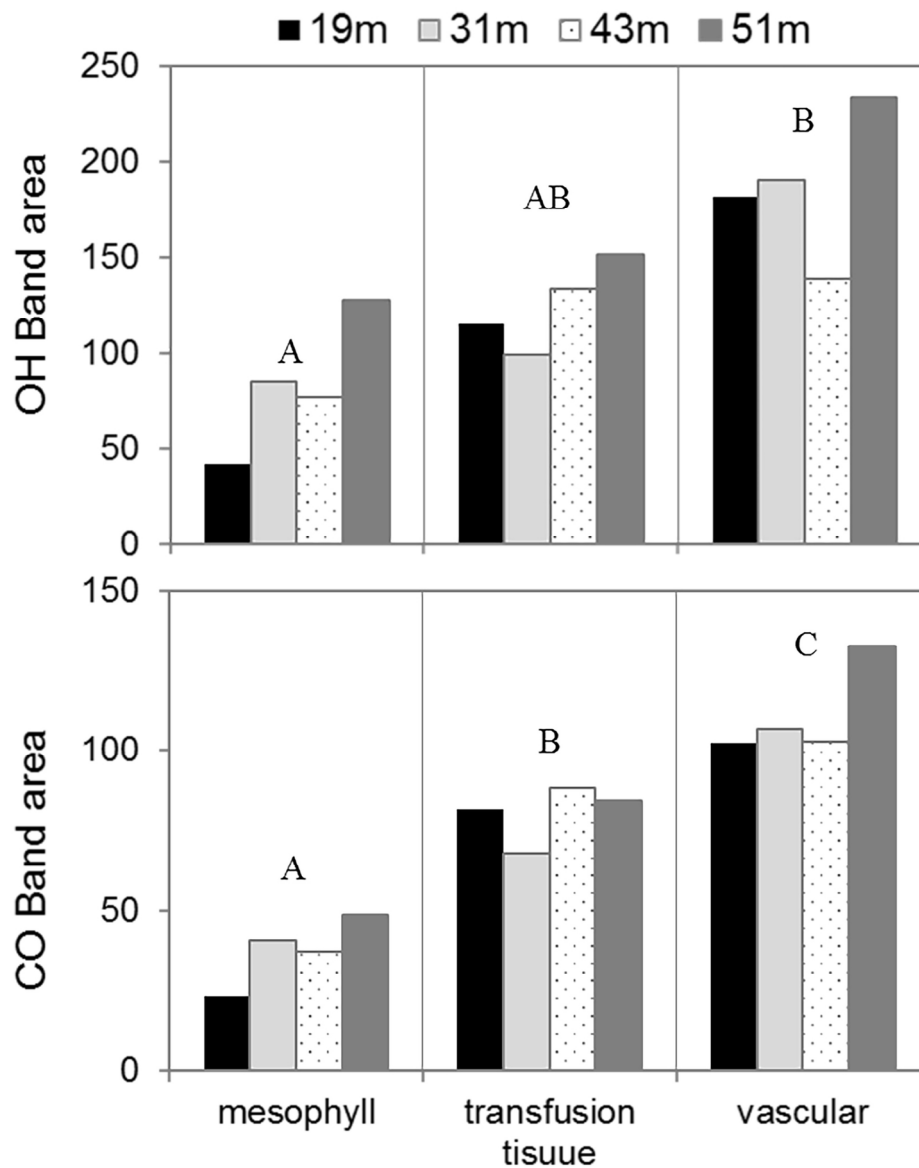 19m 31m 43m 51m
OH Band area
250
200
150
100
50
0
A
AB
B
CO Band area
150
100
50
0
A
B
C
mesophyll
transfusion
tisuue
vascular